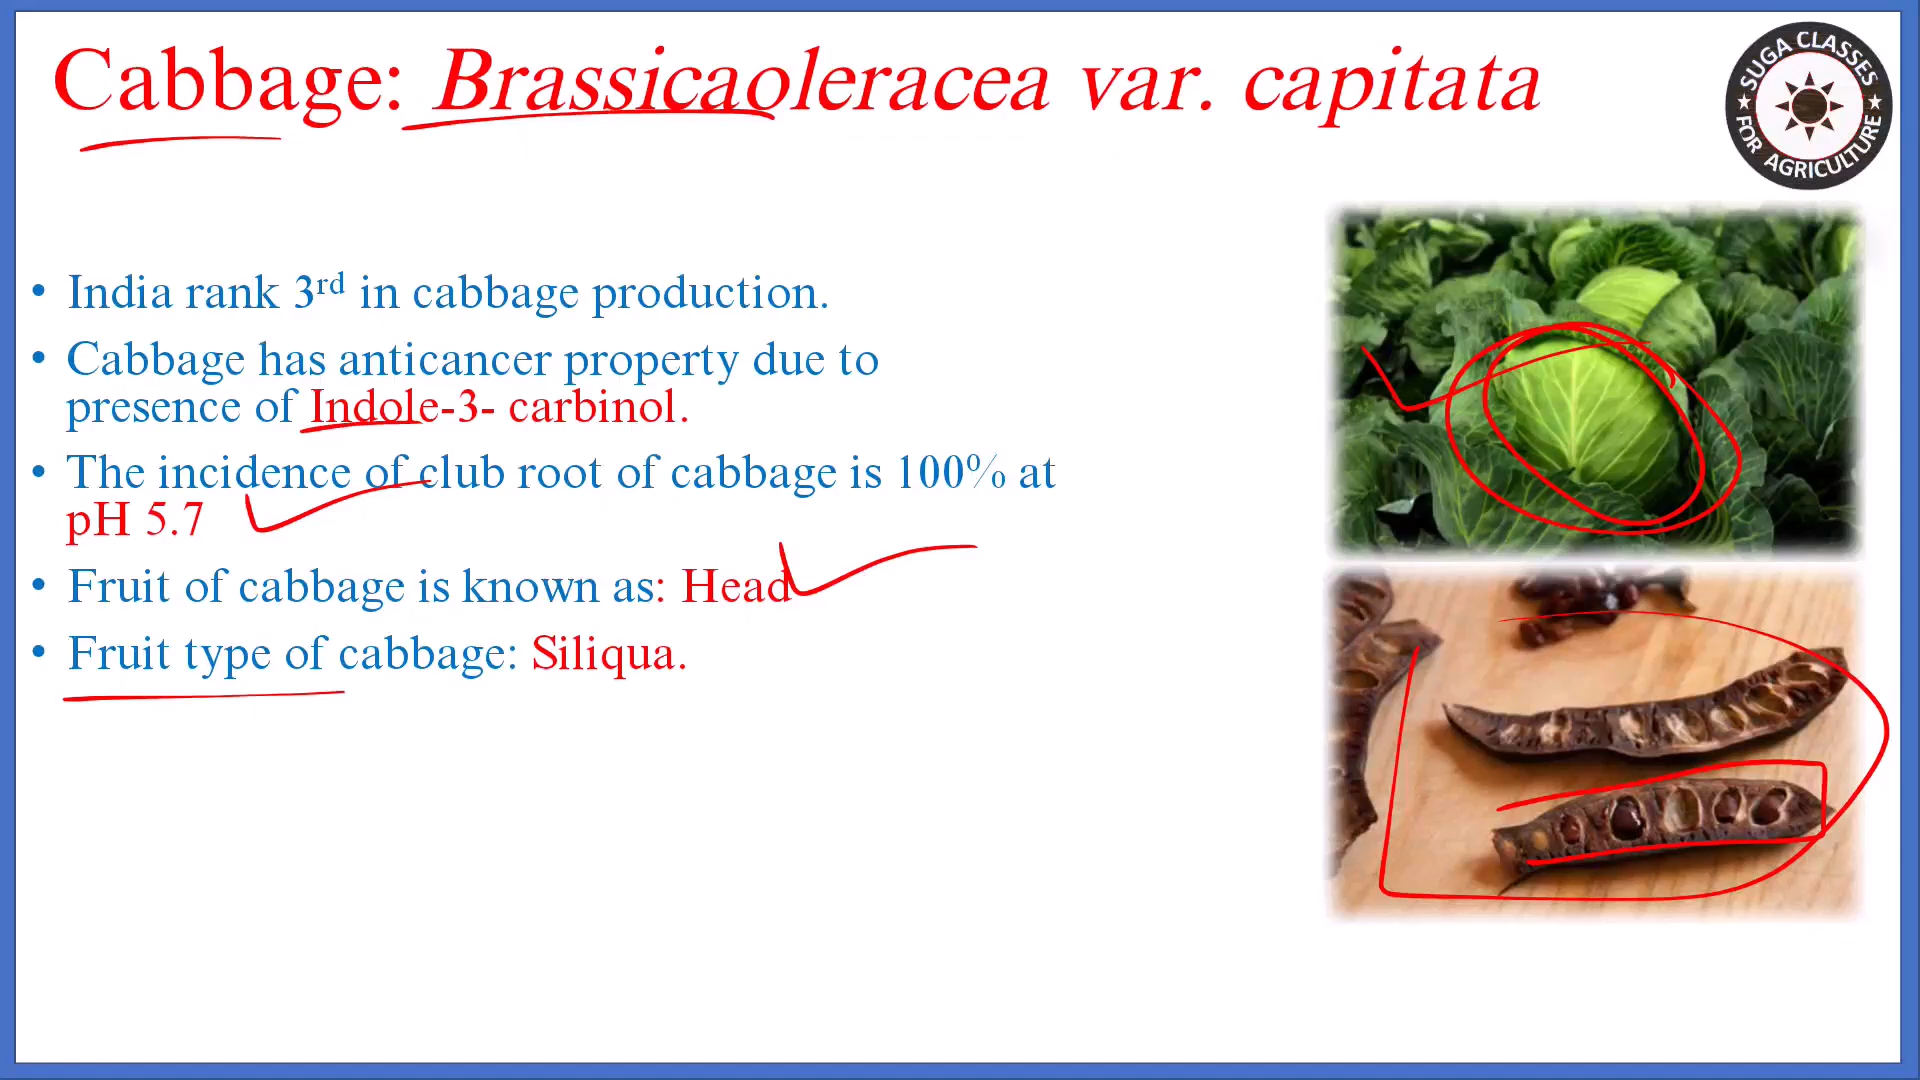 Cabbage: Brassicaoleracea var. capitata
SUGA CLASSES
FOR AGRICULTURE
• India rank 3rd in cabbage production.
• Cabbage has anticancer property due to
presence of Indole-3- carbinol.
• The incidence of club root of cabbage is 100% at
pH 5.7
• Fruit of cabbage is known as: Head
• Fruit type of cabbage: Siliqua.